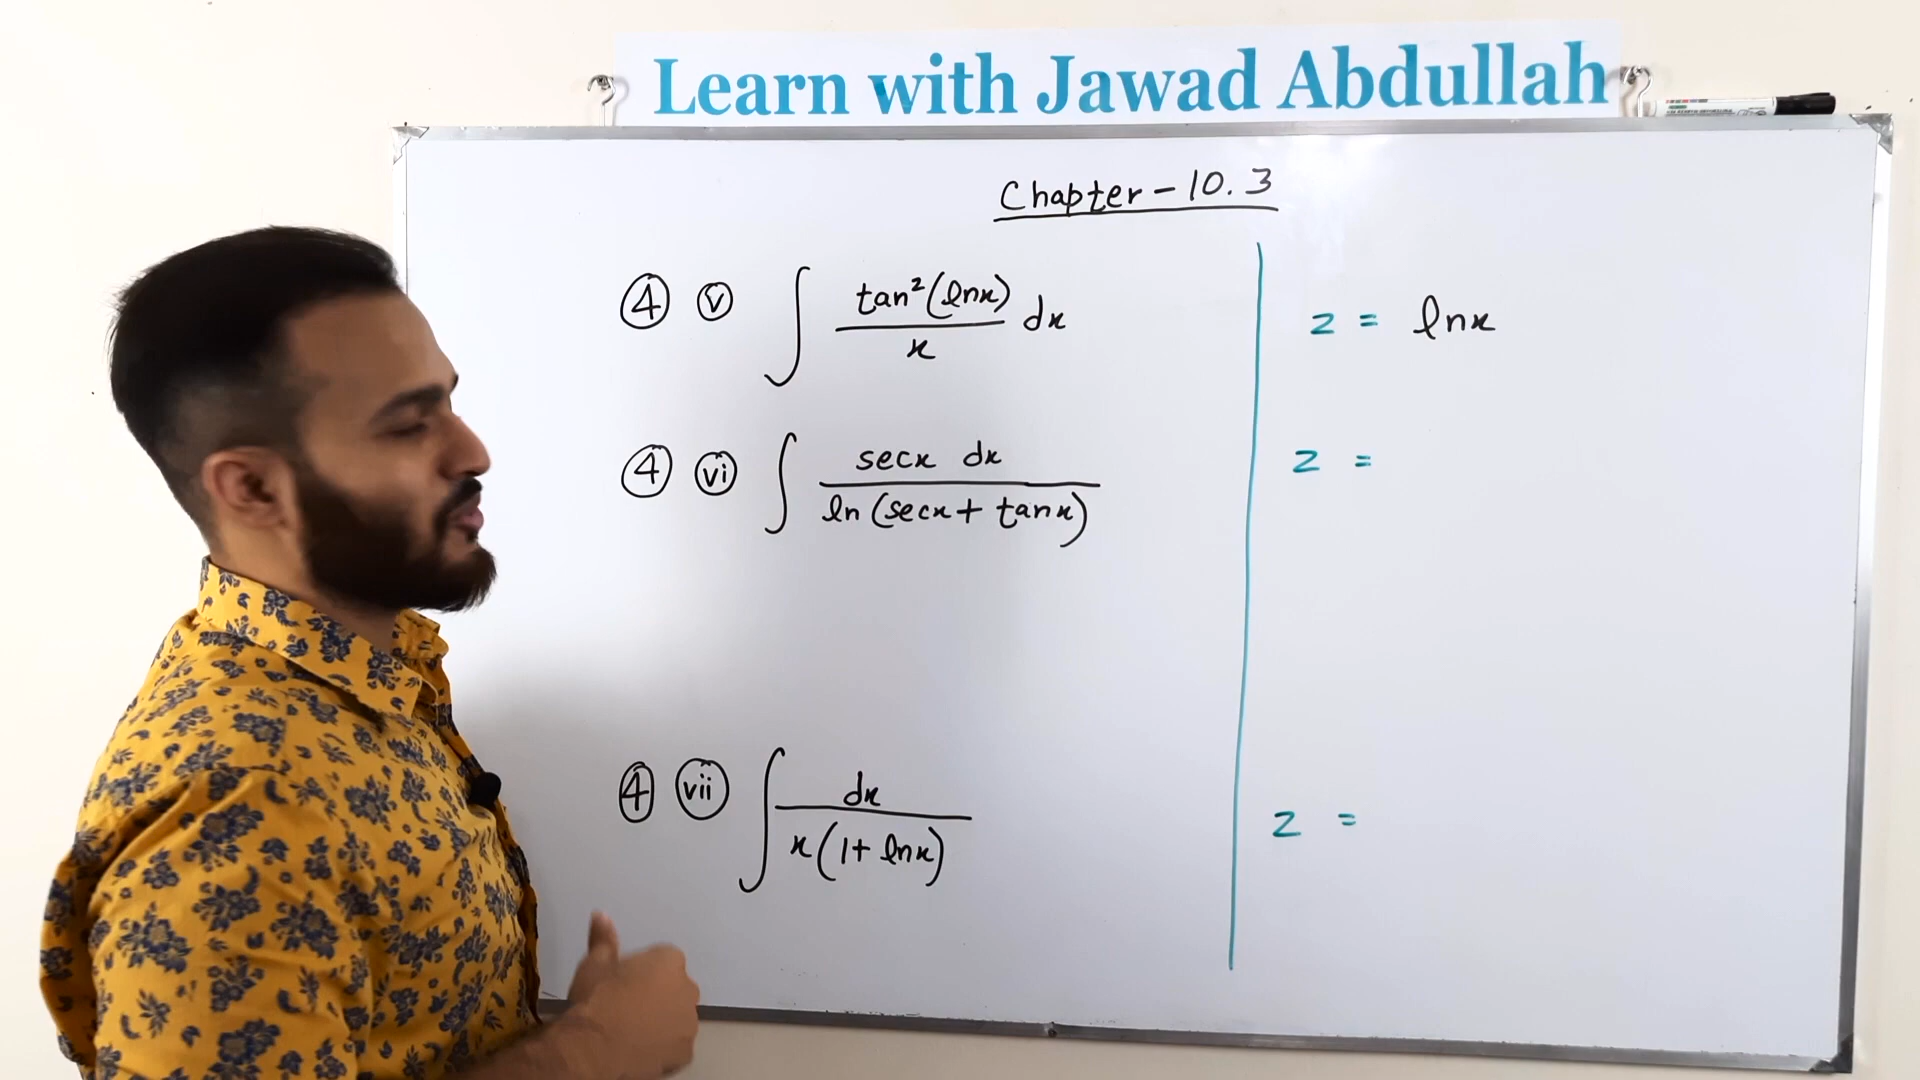 Learn with Jawad Abdullah
Chapter - 10.3
④ ⓥ ∫ tan²(lnx) / x dx
z = lnx
④ ⓥⓘ ∫ secx dx / ln (secx + tanx)
z =
④ ⓥⓘⓘ ∫ dx / x(1 + lnx)
z =